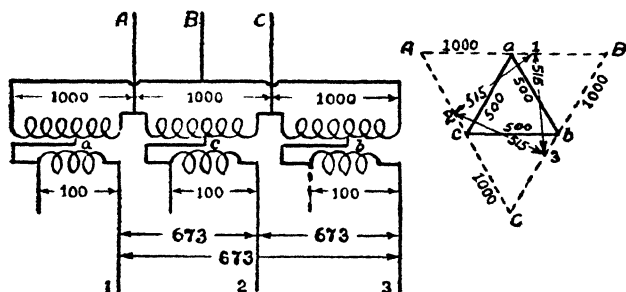 A B C
1000 1000 1000
a c b
100 100 100
673 673
673
1 2 3
A 1000 a 1 B
515 500 500 515 1000
2 c 500 b
515 3
1000
C